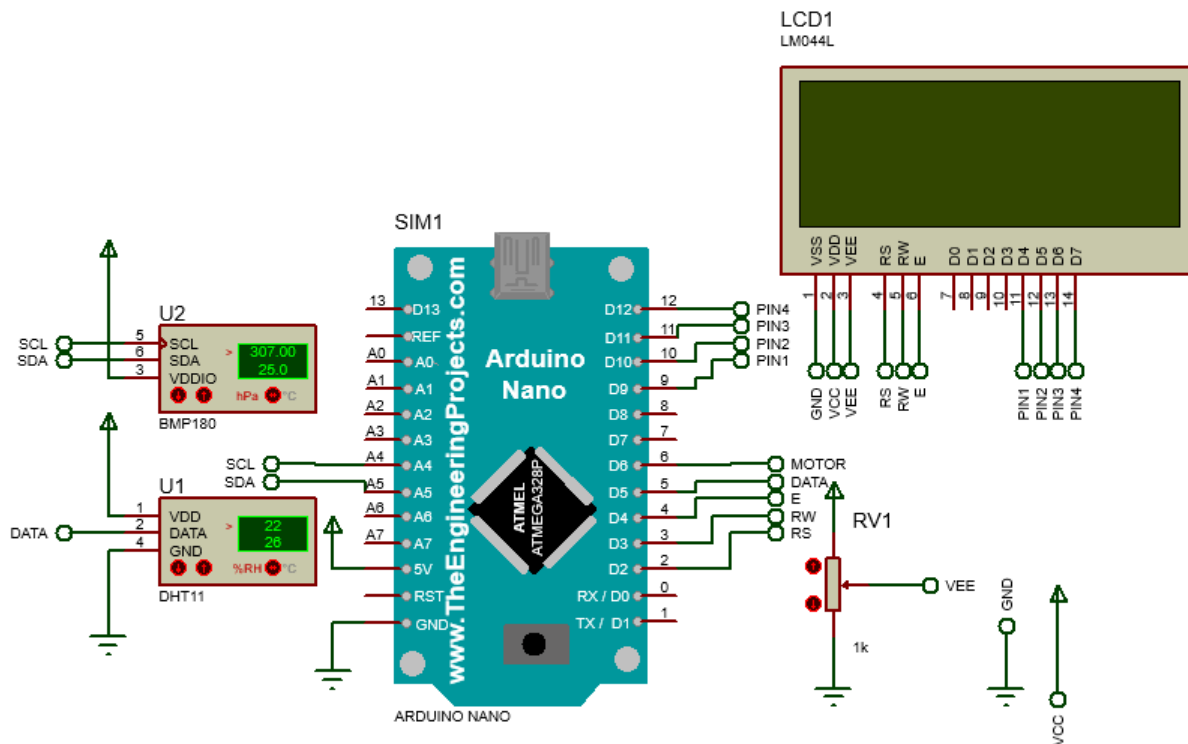 LCD1
LM044L
VSS
VDD
VEE
RS
RW
E
D0
D1
D2
D3
D4
D5
D6
D7
1
2
3
4
5
6
7
8
9
10
11
12
13
14
GND
VCC
VEE
RS
RW
E
PIN1
PIN2
PIN3
PIN4
U2
SCL
SDA
5
6
3
SCL
SDA
VDDIO
>
307.00
25.0
hPa
°C
BMP180
U1
DATA
1
2
4
VDD
DATA
GND
>
22
26
%RH
°C
DHT11
SIM1
www.TheEngineeringProjects.com
Arduino
Nano
ATMEL
ATMEGA328P
13
D13
REF
A0
A0
A1
A1
A2
A2
A3
A3
SCL
A4
A4
SDA
A5
A5
A6
A6
A7
A7
5V
RST
GND
D12
12
PIN4
D11
11
PIN3
D10
10
PIN2
D9
9
PIN1
D8
8
D7
7
D6
6
MOTOR
D5
5
DATA
D4
4
E
D3
3
RW
D2
2
RS
RX / D0
0
TX / D1
1
ARDUINO NANO
RV1
VEE
1k
GND
VCC